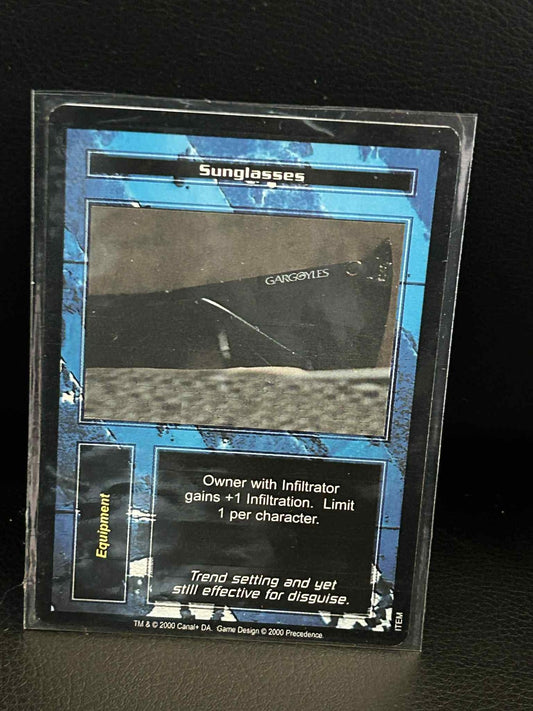 Sunglasses
GARGOYLES
Equipment
Owner with Infiltrator
gains +1 Infiltration. Limit
1 per character.
Trend setting and yet
still effective for disguise.
TM & © 2000 Canal+ DA. Game Design © 2000 Precedence.
ITEM